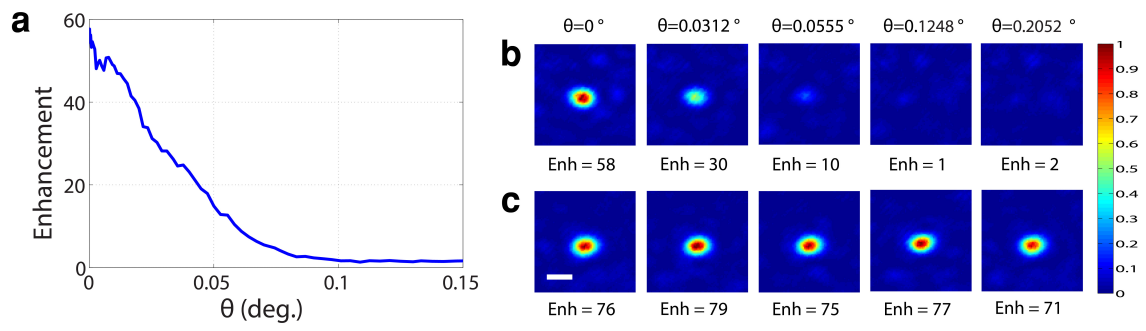 a
60
40
20
0
Enhancement
0 0.05 0.1 0.15
θ (deg.)
θ=0° θ=0.0312 ° θ=0.0555 ° θ=0.1248 ° θ=0.2052 °
b
Enh = 58 Enh = 30 Enh = 10 Enh = 1 Enh = 2
c
Enh = 76 Enh = 79 Enh = 75 Enh = 77 Enh = 71
1
0.9
0.8
0.7
0.6
0.5
0.4
0.3
0.2
0.1
0